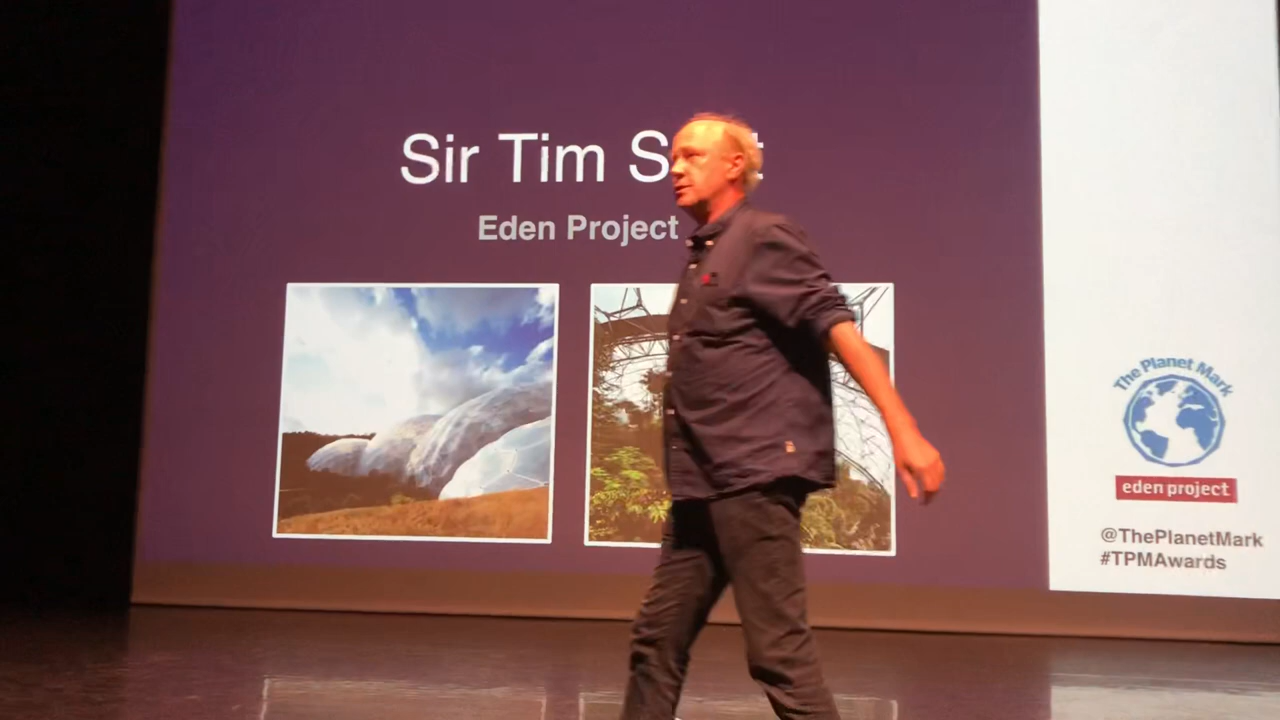 Sir Tim S t
Eden Project
The Planet Mark
eden project
@ThePlanetMark
#TPMAwards